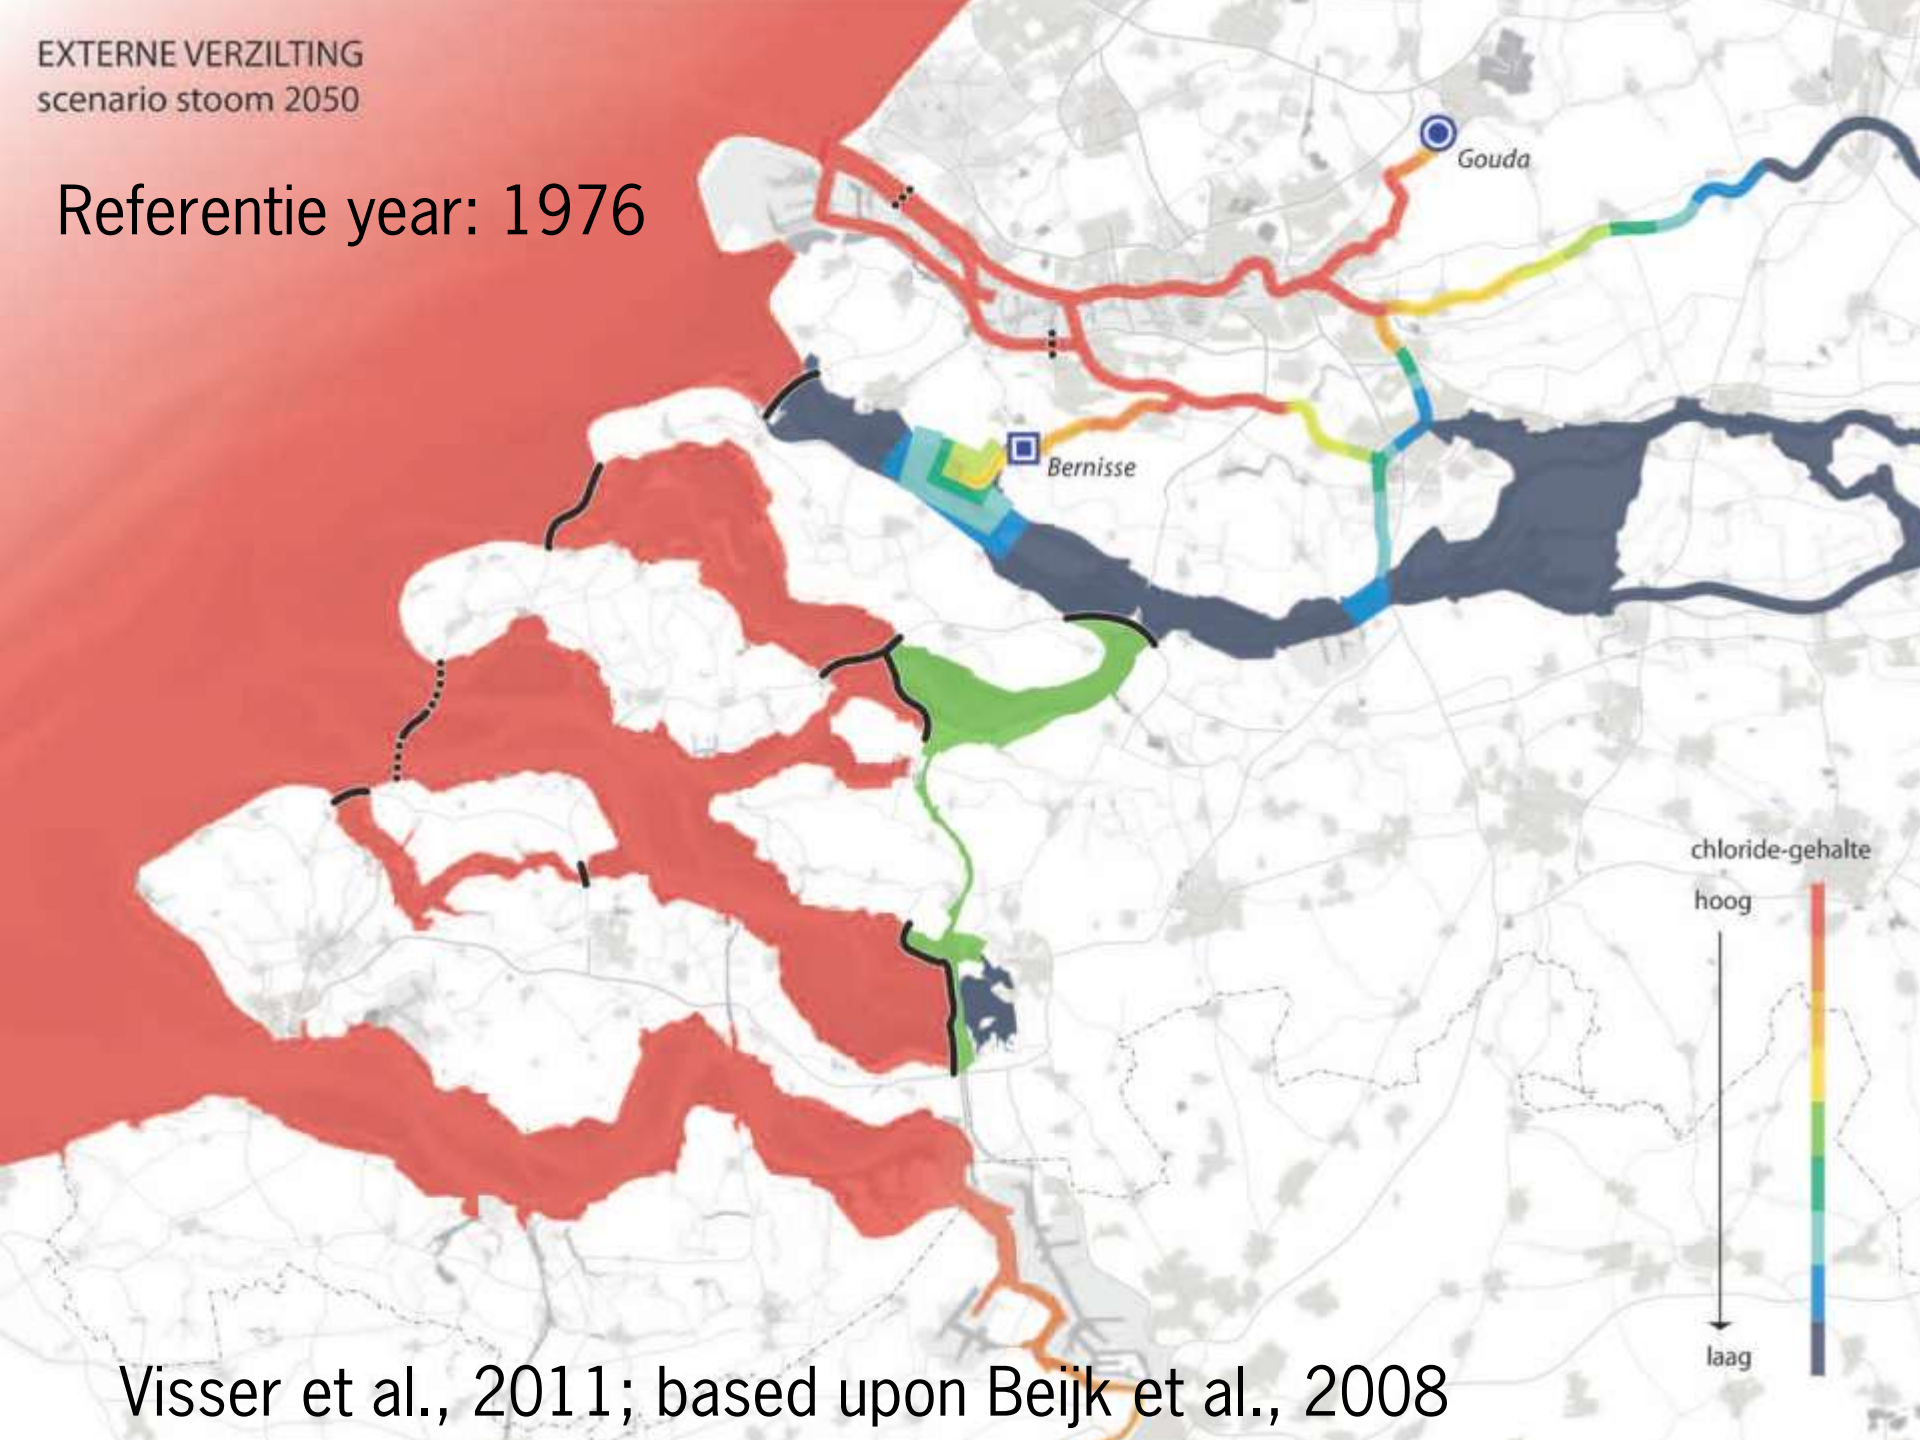 EXTERNE VERZILTING
scenario stoom 2050
Referentie year: 1976
Gouda
Bernisse
chloride-gehalte
hoog
laag
Visser et al., 2011; based upon Beijk et al., 2008